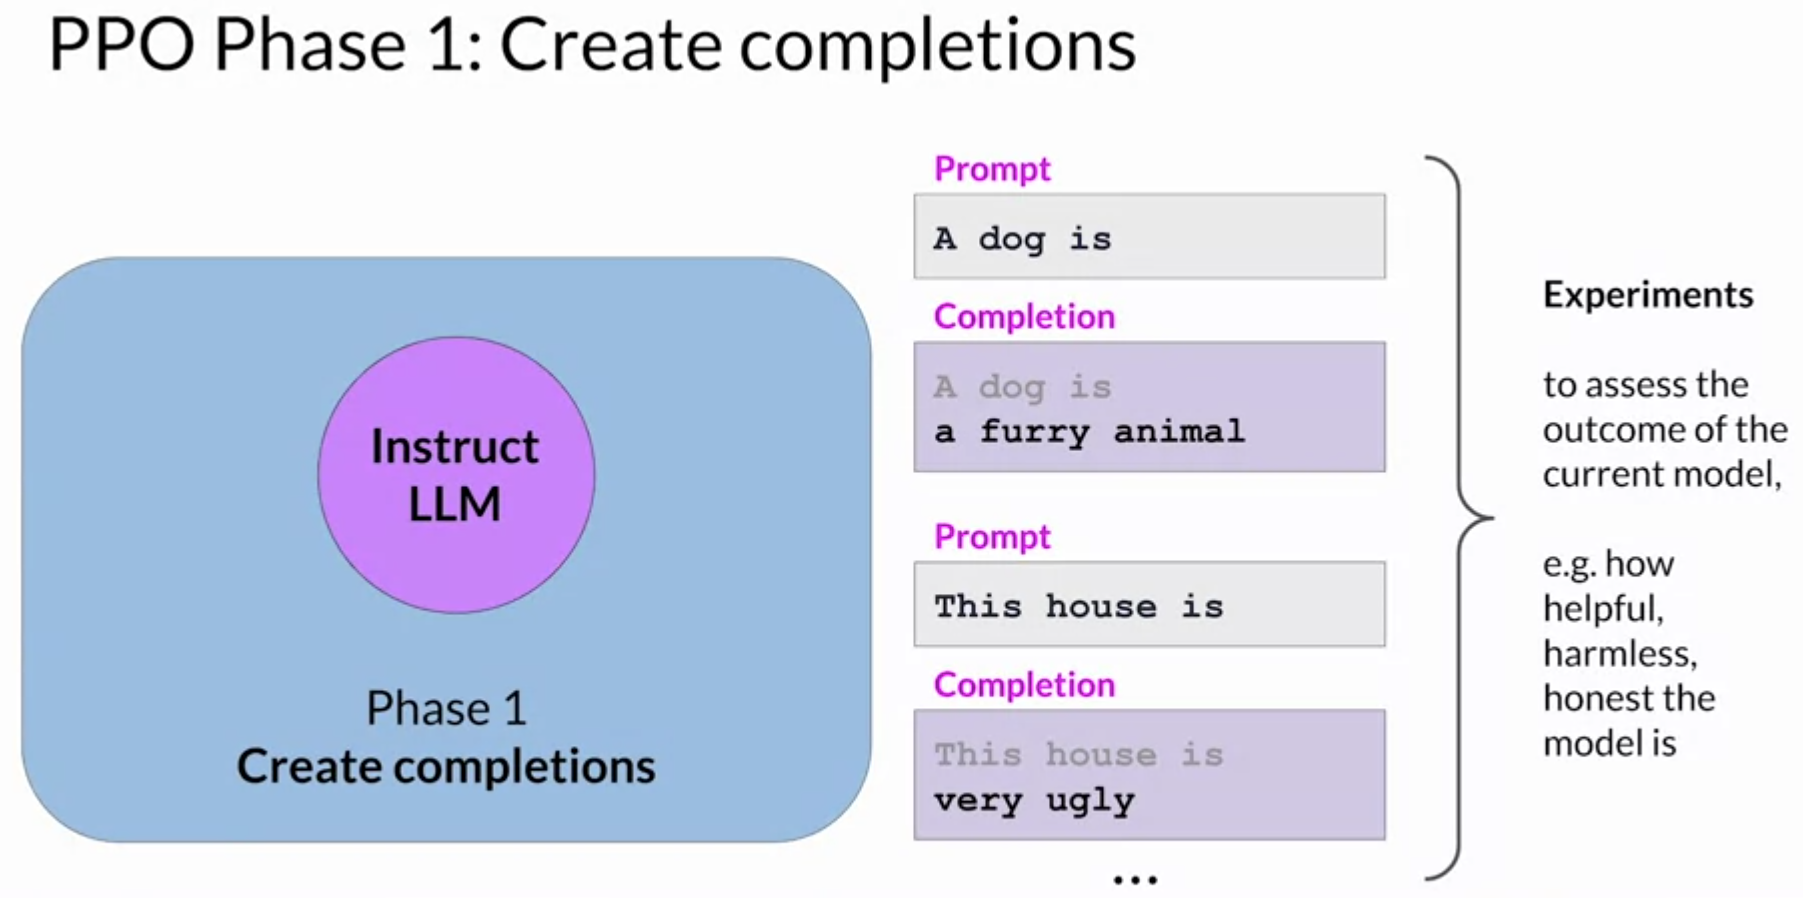 PPO Phase 1: Create completions
Instruct
LLM
Phase 1
Create completions
Prompt
A dog is
Completion
A dog is
a furry animal
Prompt
This house is
Completion
This house is
very ugly
...
Experiments
to assess the
outcome of the
current model,
e.g. how
helpful,
harmless,
honest the
model is